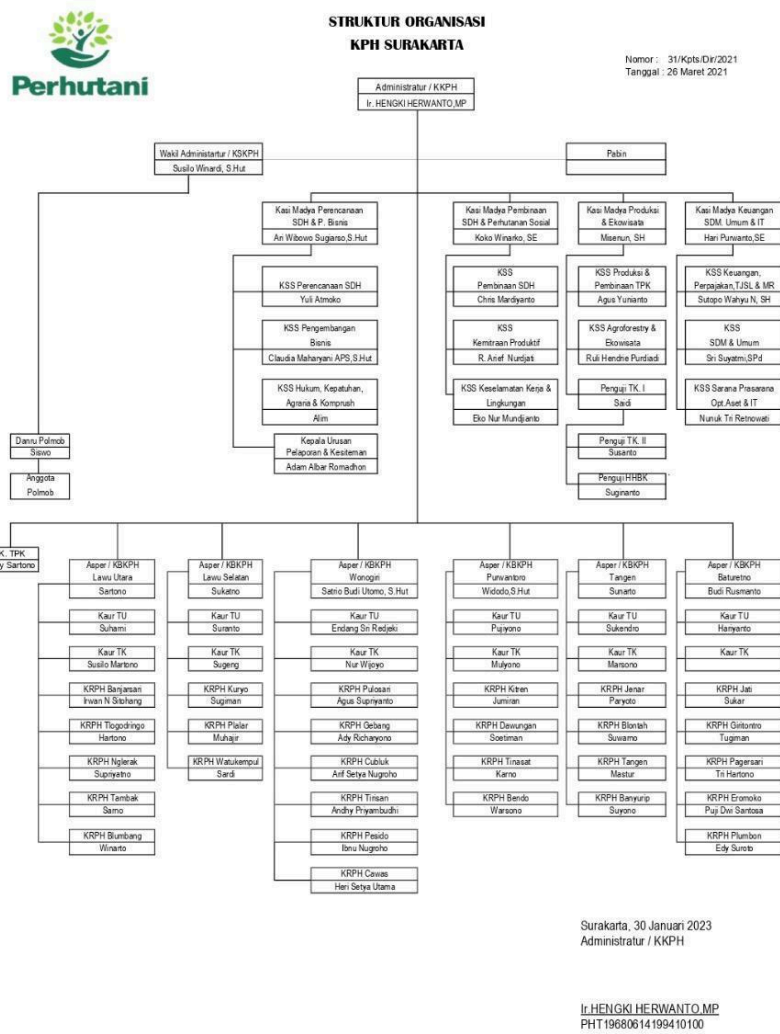 STRUKTUR ORGANISASI
KPH SURAKARTA
Perhutani
Nomor : 31/Kpts/Dir/2021
Tanggal : 26 Maret 2021
Administratur / KKPH
Ir. HENGKI HERWANTO,MP
Wakil Administartur / KSKPH
Susilo Winardi, S.Hut
Pabin
Kasi Madya Perencanaan
SDH & P. Bisnis
Ari Wibowo Sugiarso,S.Hut
KSS Perencanaan SDH
Yuli Atmoko
KSS Pengembangan
Bisnis
Claudia Maharyani APS,S.Hut
KSS Hukum, Kepatuhan,
Agraria & Komprush
Alim
Kepala Urusan
Pelaporan & Kesiteman
Adam Albar Romadhon
Kasi Madya Pembinaan
SDH & Perhutanan Sosial
Koko Winarko, SE
KSS
Pembinaan SDH
Chris Mardiyanto
KSS
Kemitraan Produktif
R. Arief Nurdjati
KSS Keselamatan Kerja &
Lingkungan
Eko Nur Mundjianto
Kasi Madya Produksi
& Ekowisata
Misenun, SH
KSS Produksi &
Pembinaan TPK
Agus Yunianto
KSS Agroforestry &
Ekowisata
Ruli Hendrie Purdiadi
Penguji TK. I
Saidi
Penguji TK. II
Susanto
Penguji HHBK
Suginanto
Kasi Madya Keuangan
SDM. Umum & IT
Hari Purwanto,SE
KSS Keuangan,
Perpajakan,TJSL & MR
Sutopo Wahyu N, SH
KSS
SDM & Umum
Sri Suyatmi,SPd
KSS Sarana Prasarana
Opt.Aset & IT
Nunuk Tri Retnowati
Danru Polmob
Siswo
Anggota
Polmob
K. TPK
y Sartono
Asper / KBKPH
Lawu Utara
Sartono
Kaur TU
Suharni
Kaur TK
Susilo Martono
KRPH Banjarsari
Irwan N Sitohang
KRPH Tlogodringo
Hartono
KRPH Nglerak
Supriyatno
KRPH Tambak
Sarno
KRPH Blumbang
Winarto
Asper / KBKPH
Lawu Selatan
Sukatno
Kaur TU
Suranto
Kaur TK
Sugeng
KRPH Kuryo
Sugiman
KRPH Plalar
Muhajir
KRPH Watukempul
Sardi
Asper / KBKPH
Wonogiri
Satrio Budi Utomo, S.Hut
Kaur TU
Endang Sri Redjeki
Kaur TK
Nur Wijoyo
KRPH Pulosari
Agus Supriyanto
KRPH Gebang
Ady Richaryono
KRPH Cubluk
Arif Setya Nugroho
KRPH Tirisan
Andhy Priyambudhi
KRPH Pesido
Ibnu Nugroho
KRPH Cawas
Heri Setya Utama
Asper / KBKPH
Purwantoro
Widodo,S.Hut
Kaur TU
Pujiyono
Kaur TK
Mulyono
KRPH Kitren
Jumiran
KRPH Dawungan
Soetiman
KRPH Tinasat
Karno
KRPH Bendo
Warsono
Asper / KBKPH
Tangen
Sunarto
Kaur TU
Sukendro
Kaur TK
Marsono
KRPH Jenar
Paryoto
KRPH Blontah
Suwarno
KRPH Tangen
Mastur
KRPH Banyurip
Suyono
Asper / KBKPH
Baturetno
Budi Rusmanto
Kaur TU
Hariyanto
Kaur TK
KRPH Jati
Sukar
KRPH Giritontro
Tugiman
KRPH Pagersari
Tri Hartono
KRPH Eromoko
Puji Dwi Santosa
KRPH Plumbon
Edy Suroto
Surakarta, 30 Januari 2023
Administratur / KKPH
Ir.HENGKI HERWANTO,MP
PHT19680614199410100